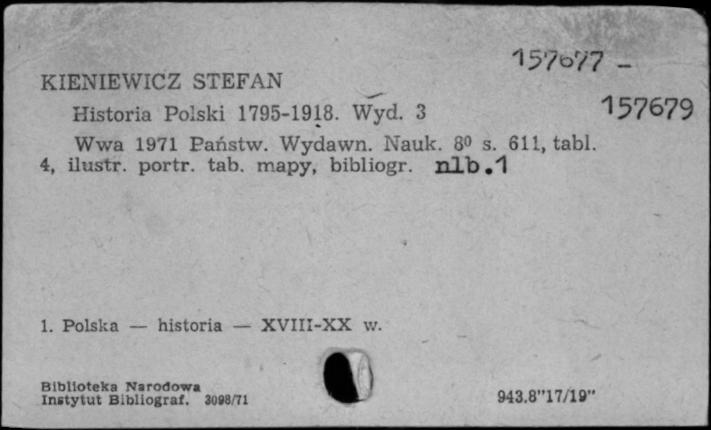 157677 -
KIENIEWICZ STEFAN
157679
Historia Polski 1795-1918. Wyd. 3
Wwa 1971 Państw. Wydawn. Nauk. 8⁰ s. 611, tabl.
4, ilustr. portr. tab. mapy, bibliogr. nlb.1
1. Polska — historia — XVIII-XX w.
Biblioteka Narodowa
Instytut Bibliograf. 3098/71
943.8"17/19"